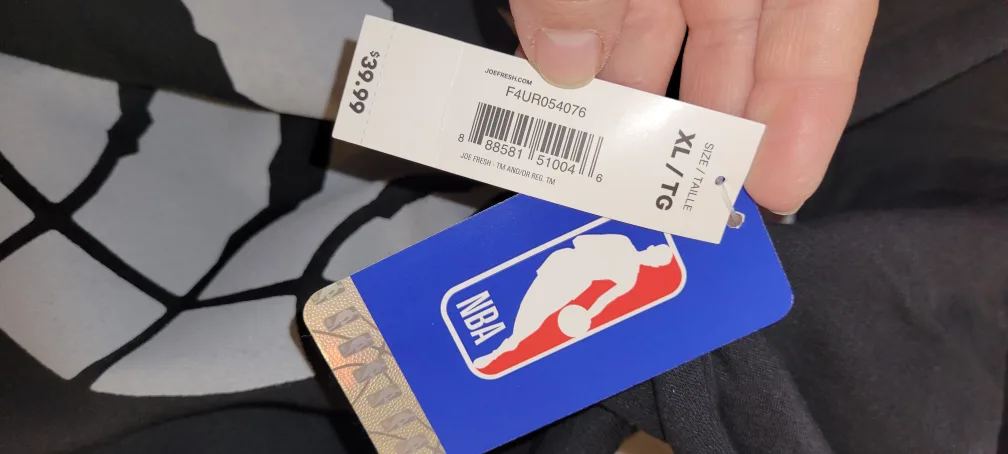 $39.99
JOEFRESH.COM
F4UR054076
8 88581 51004 6
JOE FRESH - TM AND/OR REG. TM
SIZE / TAILLE
XL / TG
NBA